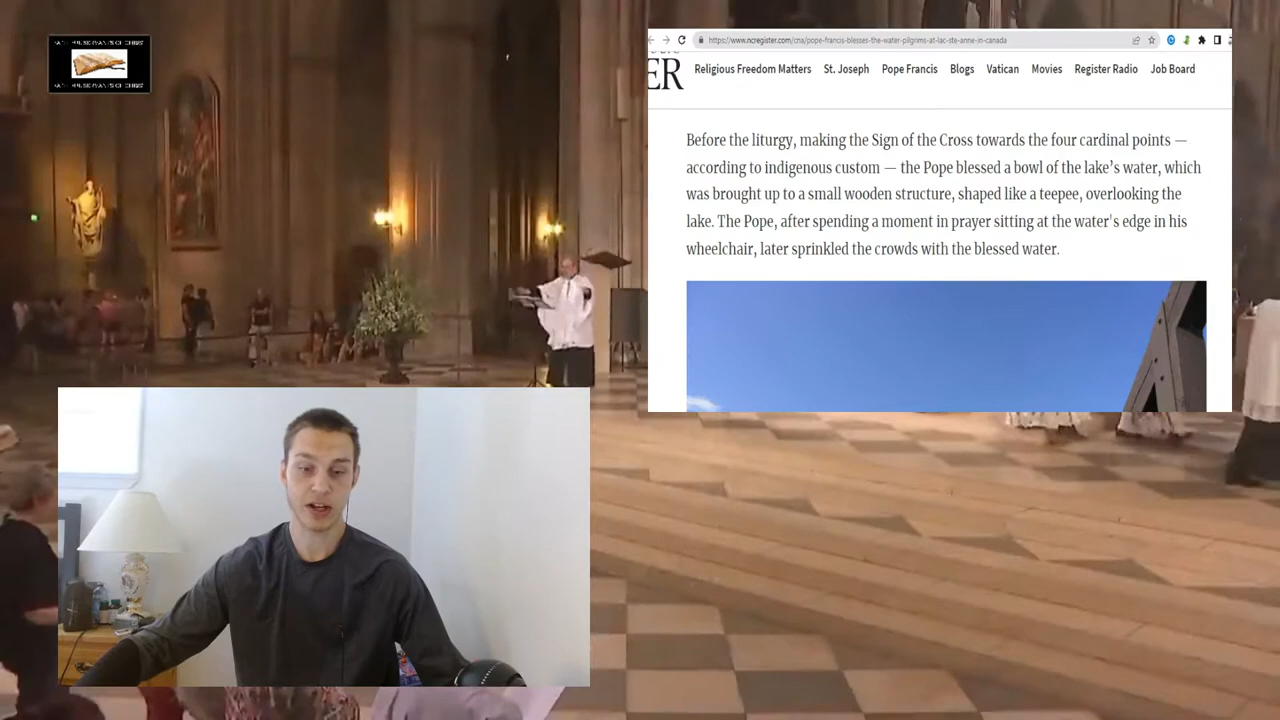 https://www.ncregister.com/cna/pope-francis-blesses-the-water-pilgrims-at-lac-ste-anne-in-canada
ER
Religious Freedom Matters St. Joseph Pope Francis Blogs Vatican Movies Register Radio Job Board
Before the liturgy, making the Sign of the Cross towards the four cardinal points —
according to indigenous custom — the Pope blessed a bowl of the lake’s water, which
was brought up to a small wooden structure, shaped like a teepee, overlooking the
lake. The Pope, after spending a moment in prayer sitting at the water's edge in his
wheelchair, later sprinkled the crowds with the blessed water.